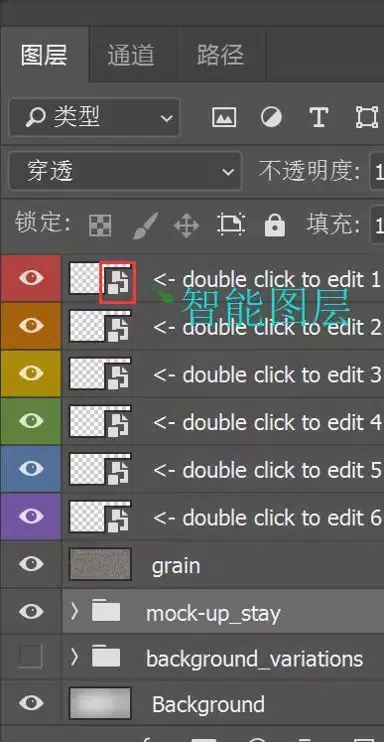 图层 通道 路径
类型 T
穿透 不透明度: 1
锁定: 填充: 1
<- double click to edit 1
智能图层
<- double click to edit 2
<- double click to edit 3
<- double click to edit 4
<- double click to edit 5
<- double click to edit 6
grain
mock-up_stay
background_variations
Background